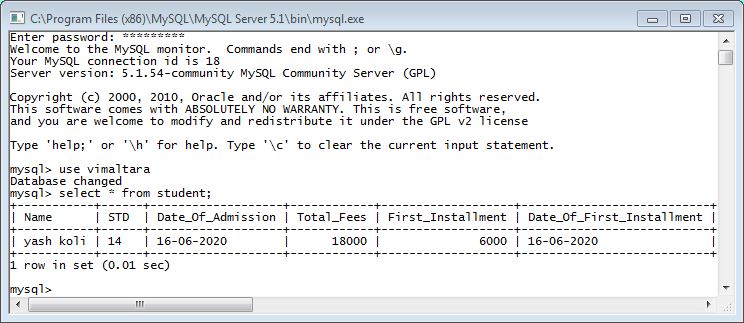 C:\Program Files (x86)\MySQL\MySQL Server 5.1\bin\mysql.exe
Enter password: *********
Welcome to the MySQL monitor.  Commands end with ; or \g.
Your MySQL connection id is 18
Server version: 5.1.54-community MySQL Community Server (GPL)

Copyright (c) 2000, 2010, Oracle and/or its affiliates. All rights reserved.
This software comes with ABSOLUTELY NO WARRANTY. This is free software,
and you are welcome to modify and redistribute it under the GPL v2 license

Type 'help;' or '\h' for help. Type '\c' to clear the current input statement.

mysql> use vimaltara
Database changed
mysql> select * from student;
+-----------+-----+-------------------+------------+-------------------+---------------------------+
| Name      | STD | Date_Of_Admission | Total_Fees | First_Installment | Date_Of_First_Installment |
+-----------+-----+-------------------+------------+-------------------+---------------------------+
| yash koli | 14  | 16-06-2020        |      18000 |              6000 | 16-06-2020                |
+-----------+-----+-------------------+------------+-------------------+---------------------------+
1 row in set (0.01 sec)

mysql>